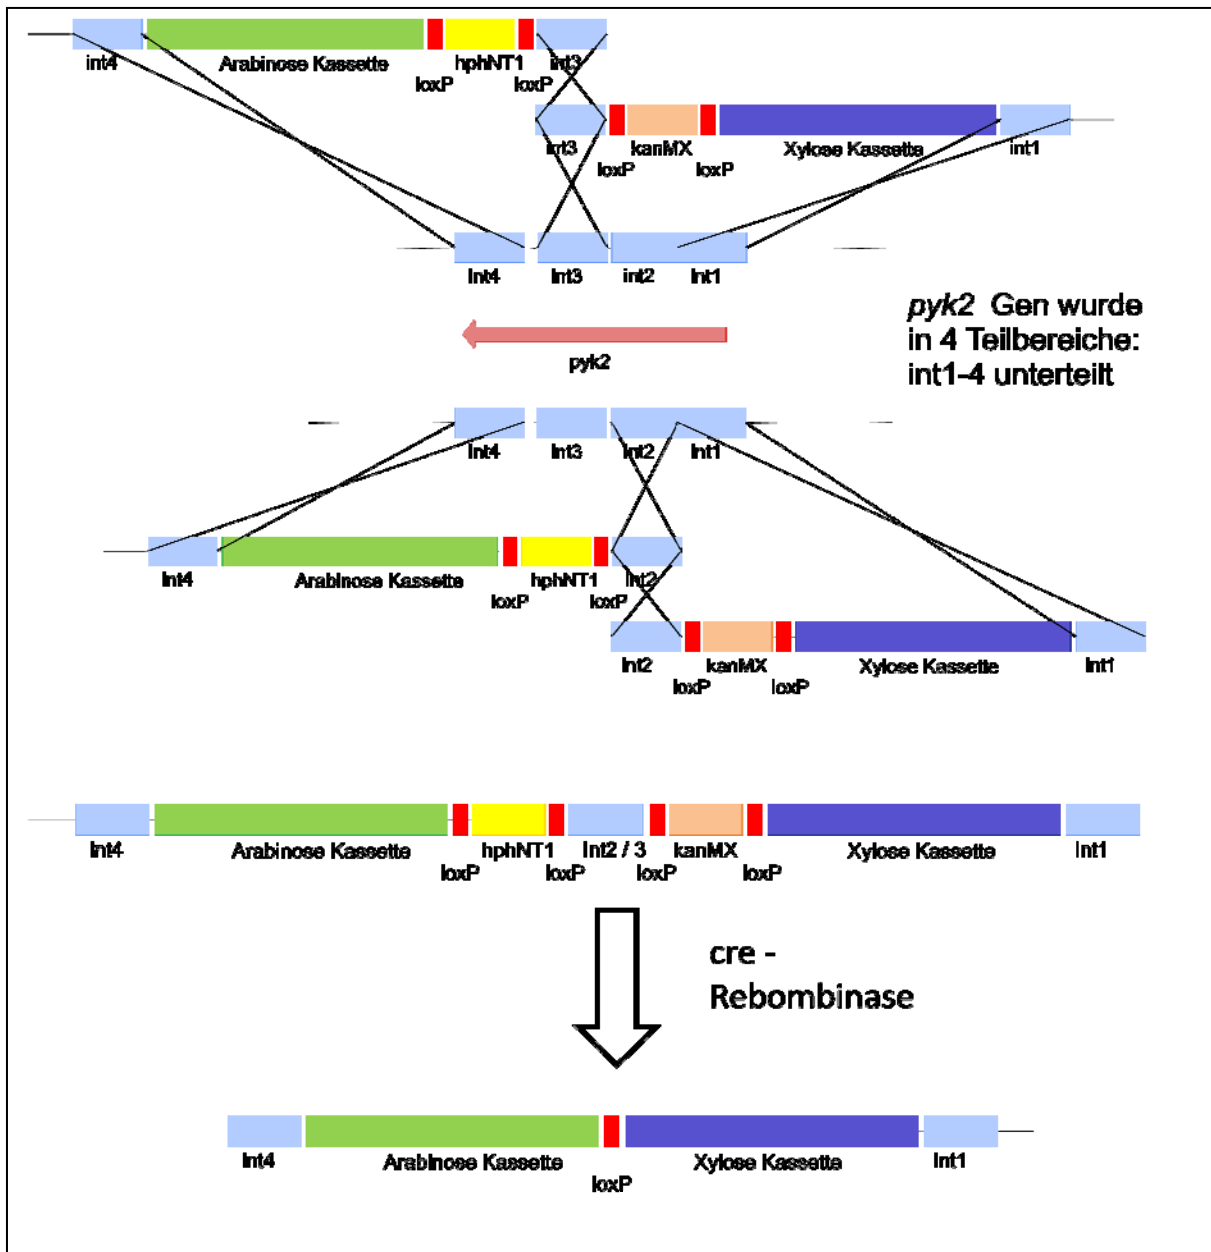 int4 Arabinose Kassette hphNT1 int3
loxP loxP
int3 kanMX Xylose Kassette int1
loxP loxP
Int4 Int3 int2 Int1
pyk2 Gen wurde
in 4 Teilbereiche:
int1-4 unterteilt
pyk2
Int4 Int3 Int2 Int1
Int4 Arabinose Kassette hphNT1 Int2
loxP loxP
Int2 kanMX Xylose Kassette Int1
loxP loxP
Int4 Arabinose Kassette hphNT1 Int2 / 3 kanMX Xylose Kassette Int1
loxP loxP loxP loxP
cre -
Rebombinase
Int4 Arabinose Kassette Xylose Kassette Int1
loxP